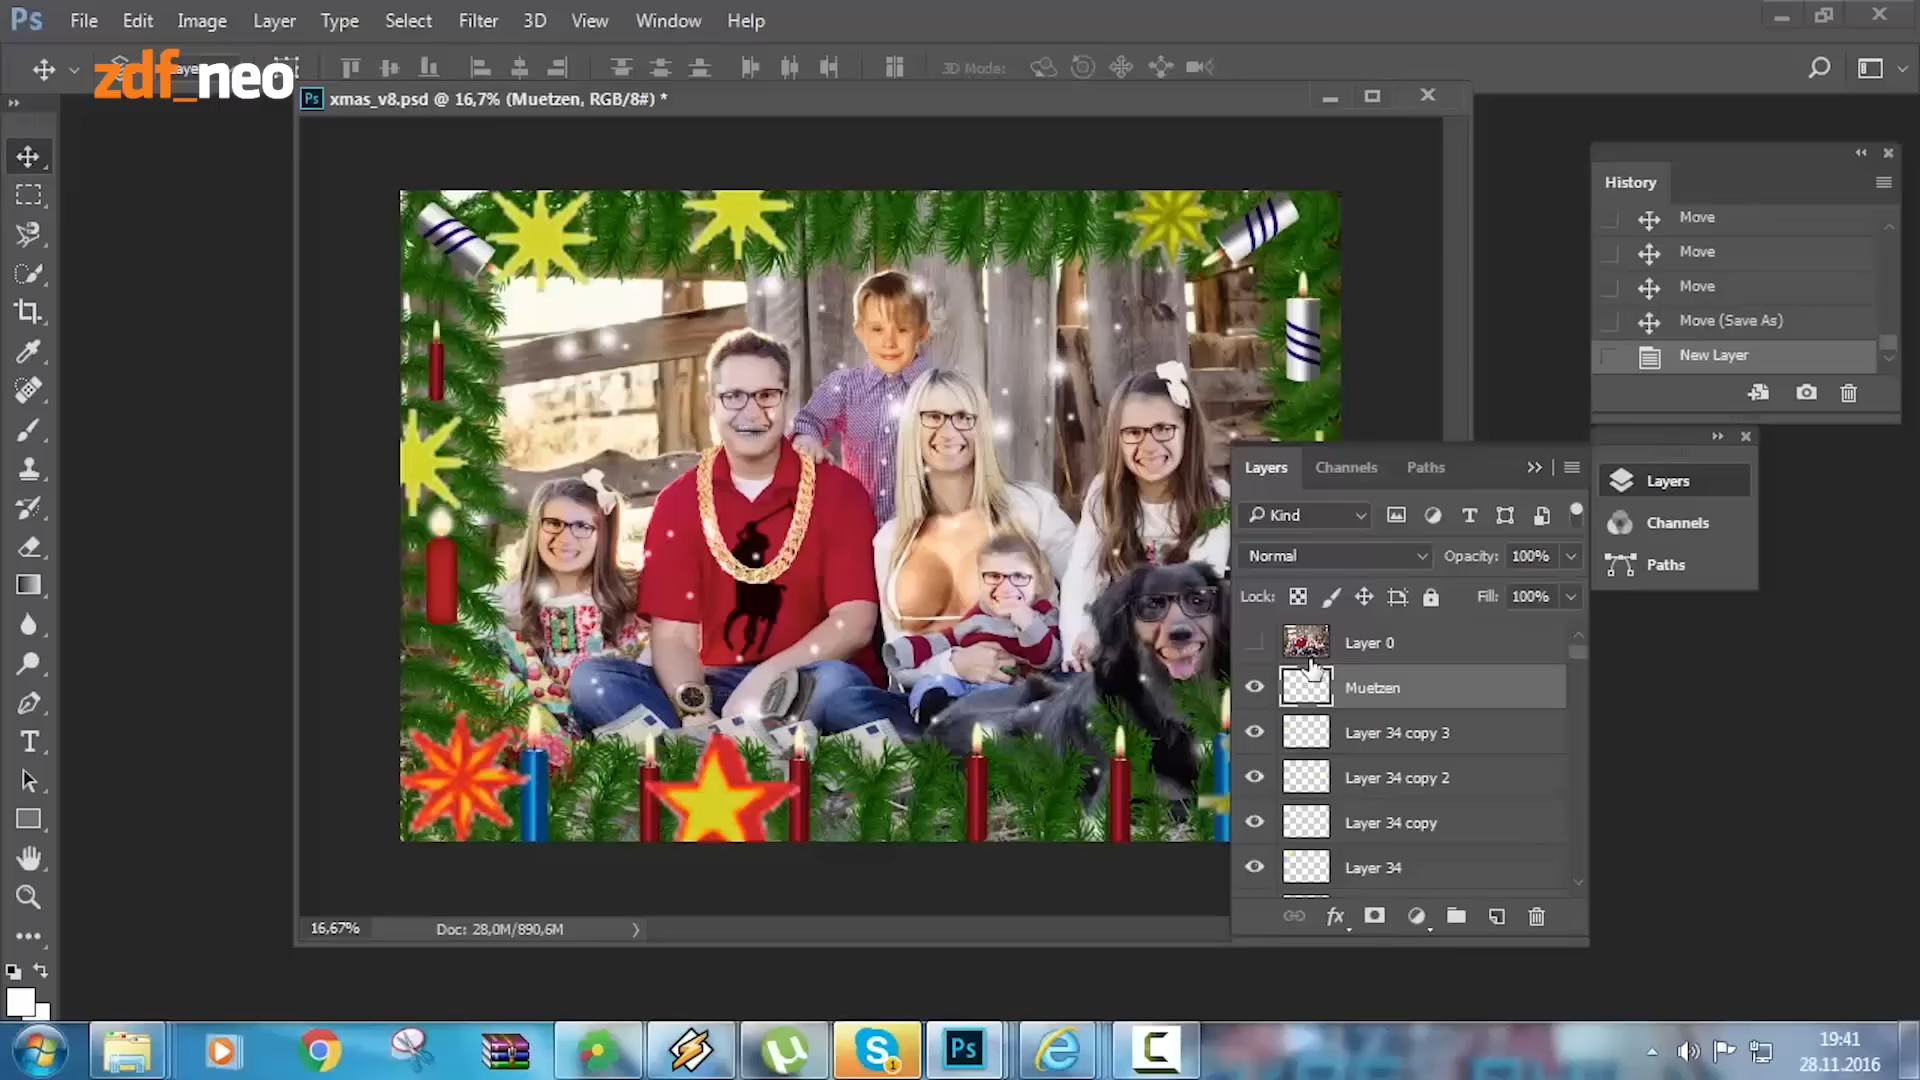 Ps File Edit Image Layer Type Select Filter 3D View Window Help
zdf_neo
3D Mode:
Ps xmas_v8.psd @ 16,7% (Muetzen, RGB/8#) *
History
Move
Move
Move
Move (Save As)
New Layer
Layers Channels Paths
Kind
Normal Opacity: 100%
Lock: Fill: 100%
Layer 0
Muetzen
Layer 34 copy 3
Layer 34 copy 2
Layer 34 copy
Layer 34
fx
Layers
Channels
Paths
T
16,67% Doc: 28,0M/890,6M
Ps
19:41
28.11.2016